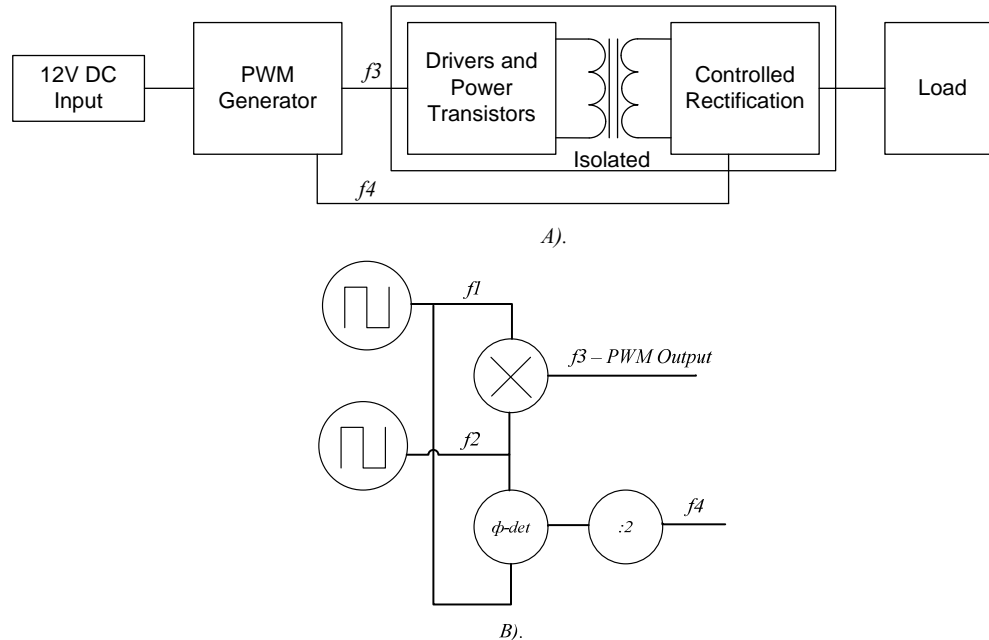 12V DC
Input
PWM
Generator
f3
Drivers and
Power
Transistors
Isolated
Controlled
Rectification
Load
f4
A).
f1
f3 – PWM Output
f2
ф-det
:2
f4
B).